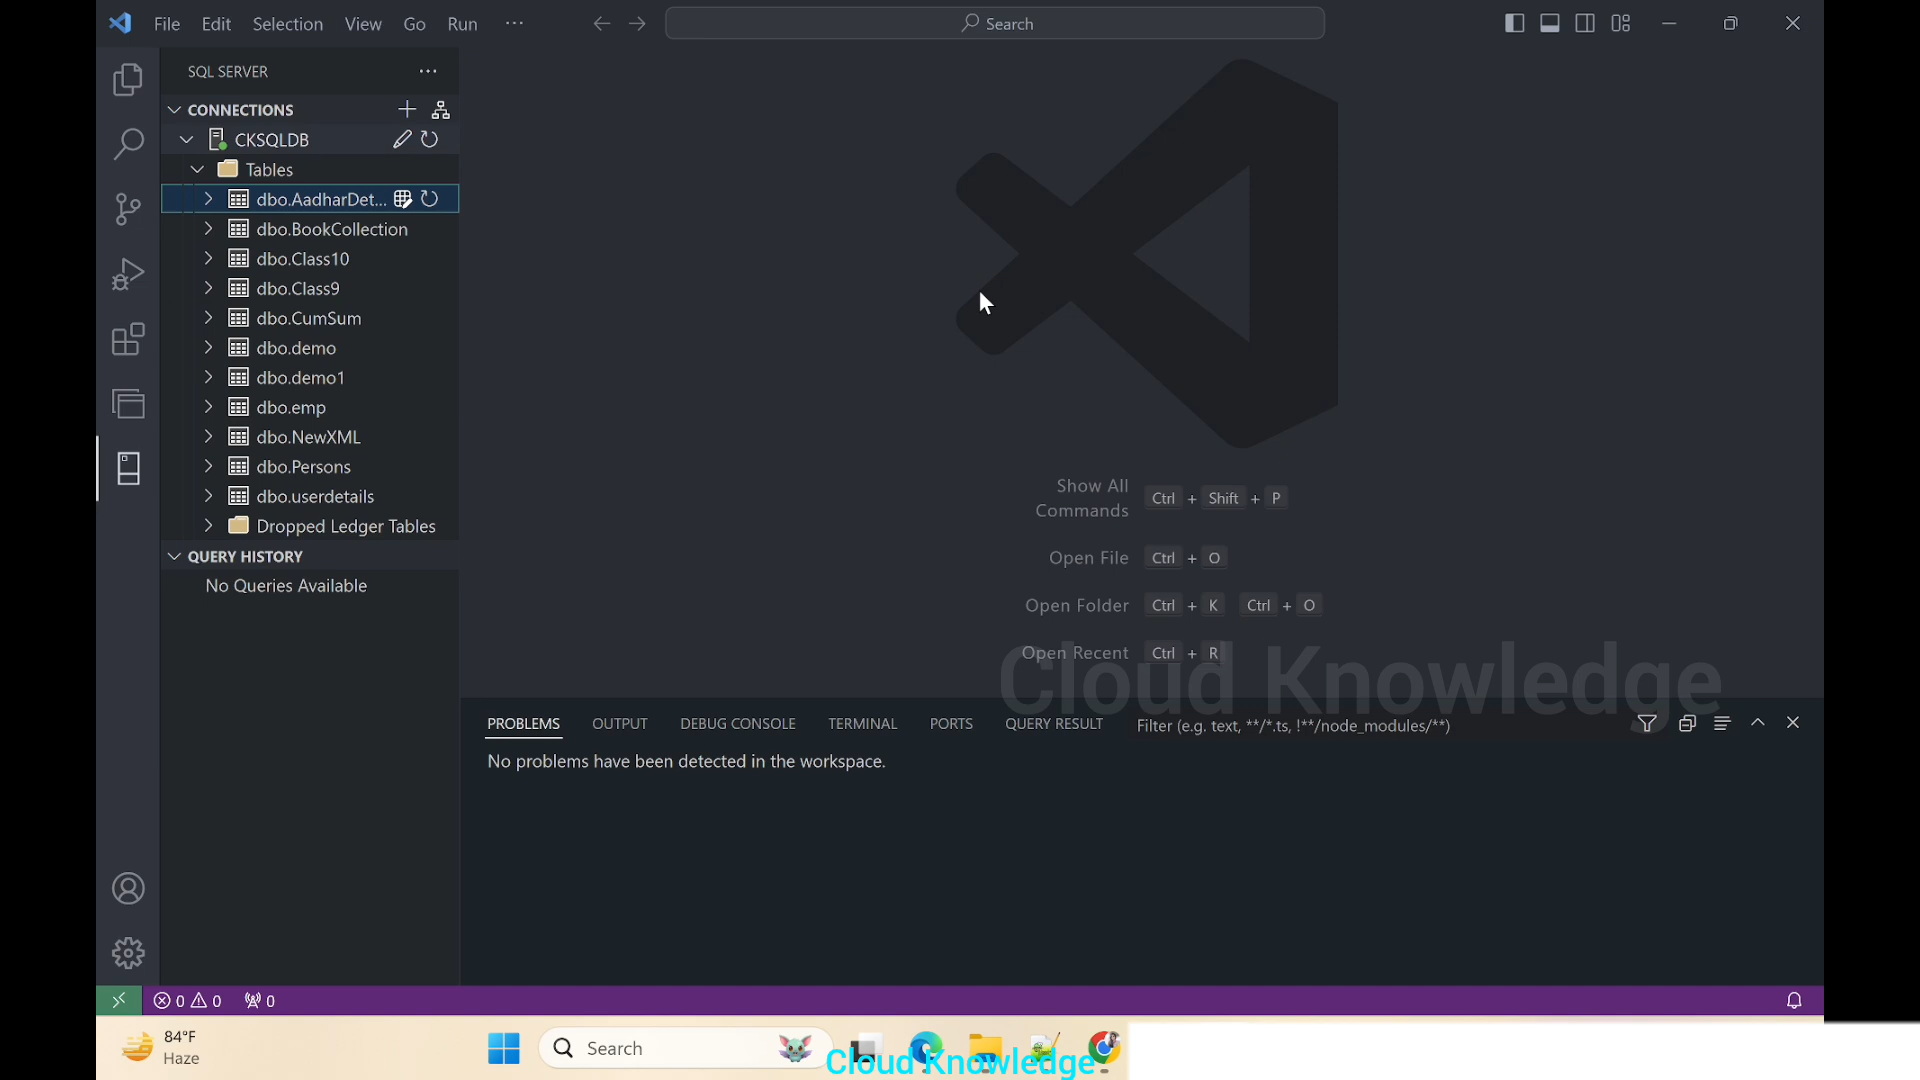 File Edit Selection View Go Run ···
Search
SQL SERVER
CONNECTIONS
CKSQLDB
Tables
dbo.AadharDet...
dbo.BookCollection
dbo.Class10
dbo.Class9
dbo.CumSum
dbo.demo
dbo.demo1
dbo.emp
dbo.NewXML
dbo.Persons
dbo.userdetails
Dropped Ledger Tables
QUERY HISTORY
No Queries Available
Show All Commands Ctrl + Shift + P
Open File Ctrl + O
Open Folder Ctrl + K Ctrl + O
Open Recent Ctrl + R
Cloud Knowledge
PROBLEMS OUTPUT DEBUG CONSOLE TERMINAL PORTS QUERY RESULT Filter (e.g. text, **/*.ts, !**/node_modules/**)
No problems have been detected in the workspace.
0 0 0
84°F
Haze
Search
Cloud Knowledge